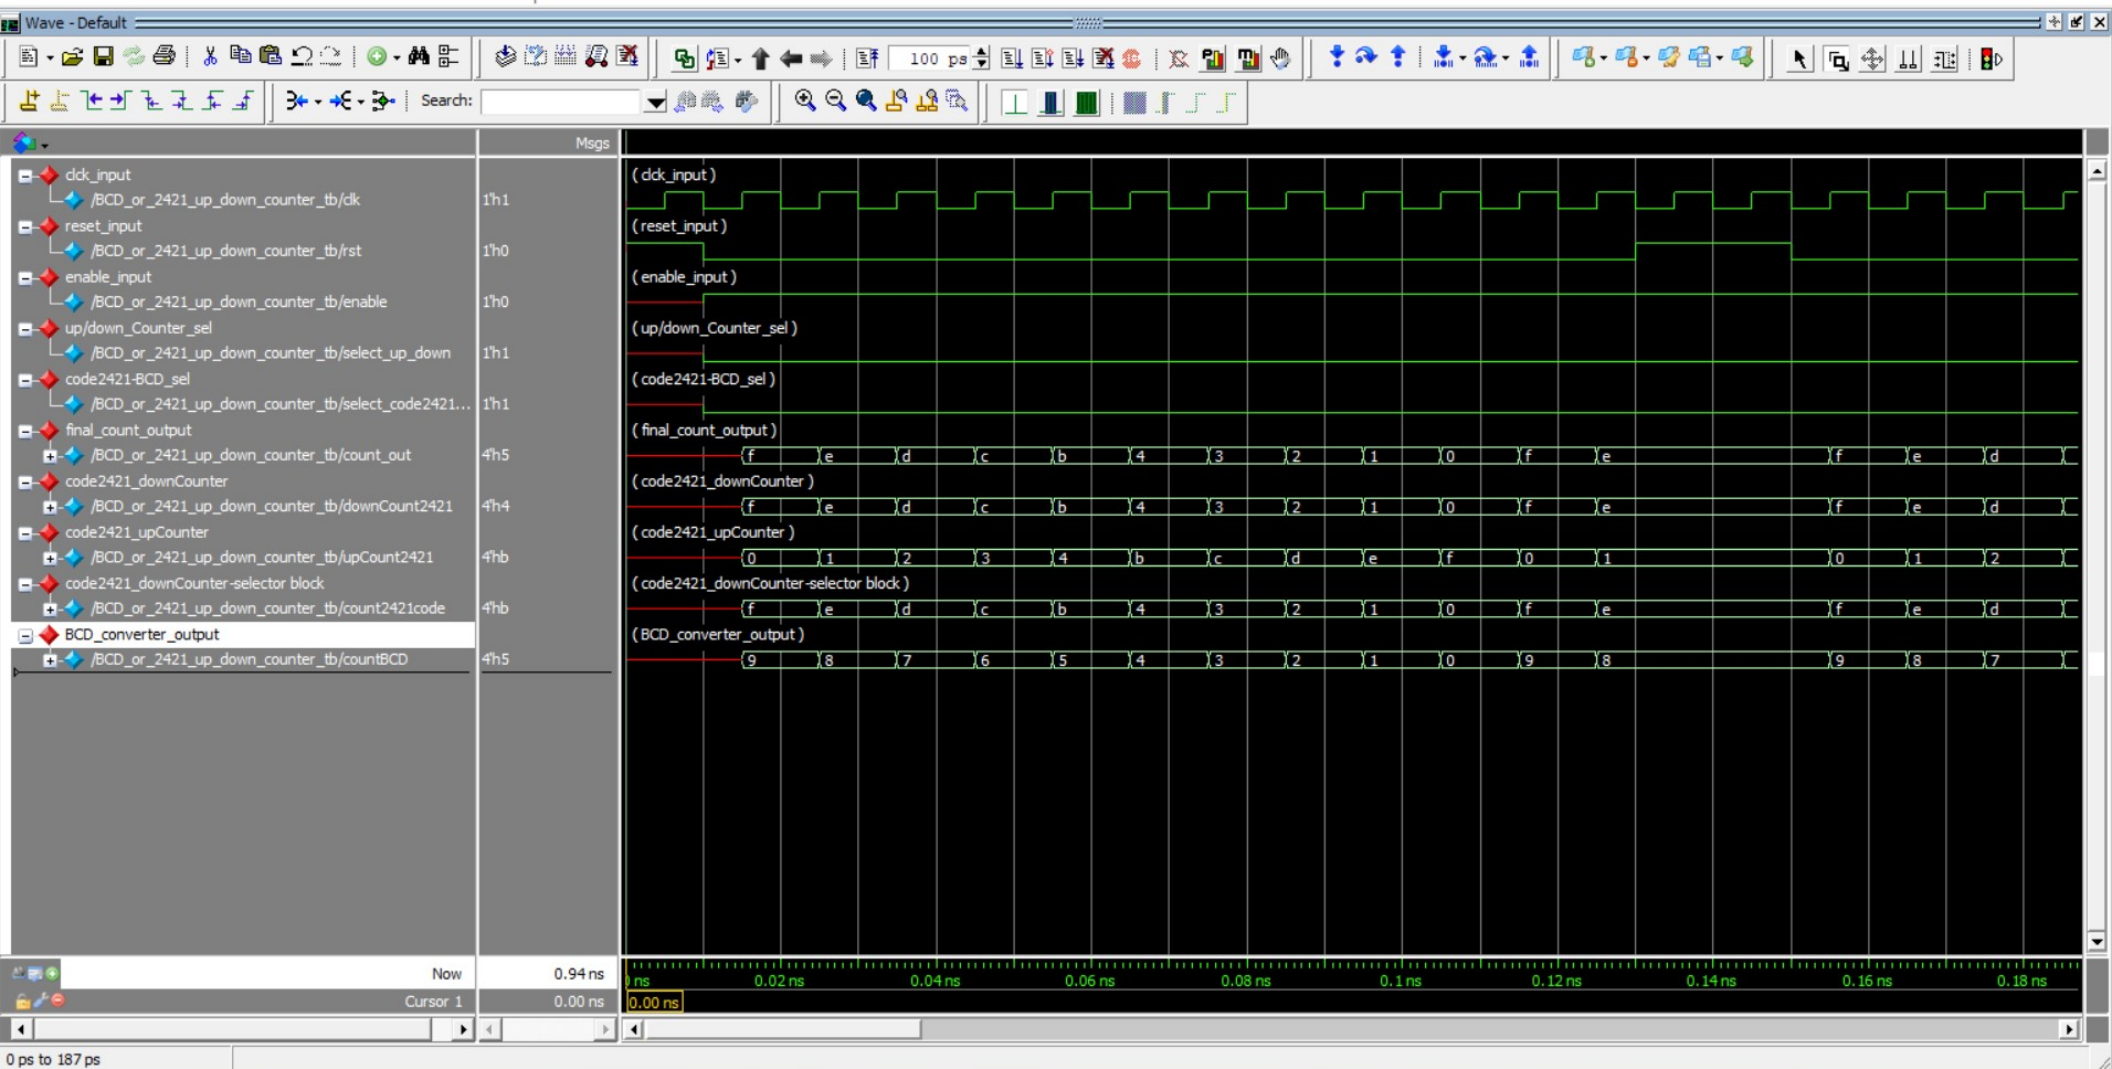 Wave - Default
100 ps
Search:
Msgs
clck_input
/BCD_or_2421_up_down_counter_tb/clk 1'h1
reset_input
/BCD_or_2421_up_down_counter_tb/rst 1'h0
enable_input
/BCD_or_2421_up_down_counter_tb/enable 1'h0
up/down_Counter_sel
/BCD_or_2421_up_down_counter_tb/select_up_down 1'h1
code2421-BCD_sel
/BCD_or_2421_up_down_counter_tb/select_code2421... 1'h1
final_count_output
/BCD_or_2421_up_down_counter_tb/count_out 4'h5
code2421_downCounter
/BCD_or_2421_up_down_counter_tb/downCount2421 4'h4
code2421_upCounter
/BCD_or_2421_up_down_counter_tb/upCount2421 4'hb
code2421_downCounter-selector block
/BCD_or_2421_up_down_counter_tb/count2421code 4'hb
BCD_converter_output
/BCD_or_2421_up_down_counter_tb/countBCD 4'h5
(clck_input)
(reset_input)
(enable_input)
(up/down_Counter_sel)
(code2421-BCD_sel)
(final_count_output)
f e d c b 4 3 2 1 0 f e f e d
(code2421_downCounter)
f e d c b 4 3 2 1 0 f e f e d
(code2421_upCounter)
0 1 2 3 4 b c d e f 0 1 0 1 2
(code2421_downCounter-selector block)
f e d c b 4 3 2 1 0 f e f e d
(BCD_converter_output)
9 8 7 6 5 4 3 2 1 0 9 8 9 8 7
Now 0.94 ns
ns 0.02 ns 0.04 ns 0.06 ns 0.08 ns 0.1 ns 0.12 ns 0.14 ns 0.16 ns 0.18 ns
Cursor 1 0.00 ns 0.00 ns
0 ps to 187 ps